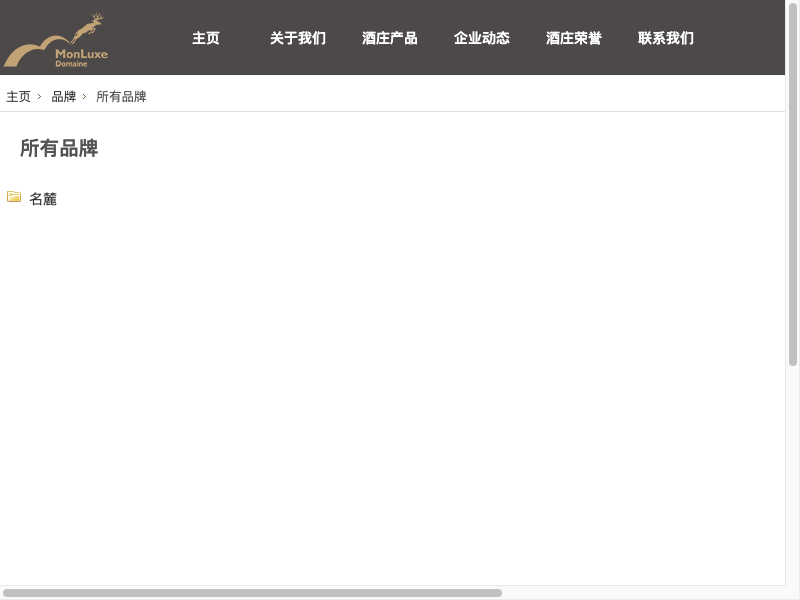 MonLuxe
Domaine
主页 关于我们 酒庄产品 企业动态 酒庄荣誉 联系我们
主页 品牌 所有品牌
所有品牌
名麓